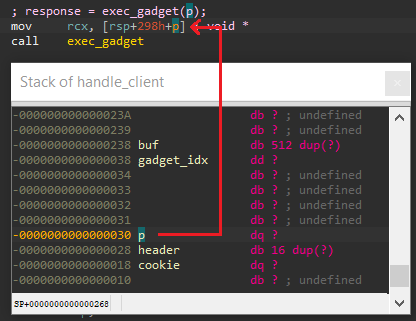 ; response = exec_gadget(p);
mov rcx, [rsp+298h+p] ; void *
call exec_gadget
Stack of handle_client
-000000000000023A db ? ; undefined
-0000000000000239 db ? ; undefined
-0000000000000238 buf db 512 dup(?)
-0000000000000038 gadget_idx dd ?
-0000000000000034 db ? ; undefined
-0000000000000033 db ? ; undefined
-0000000000000032 db ? ; undefined
-0000000000000031 db ? ; undefined
-0000000000000030 p dq ?
-0000000000000028 header db 16 dup(?)
-0000000000000018 cookie dq ?
-0000000000000010 db ? ; undefined
SP+0000000000000268